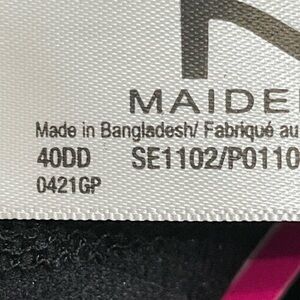 MAIDE
Made in Bangladesh/ Fabriqué au
40DD SE1102/P0110
0421GP